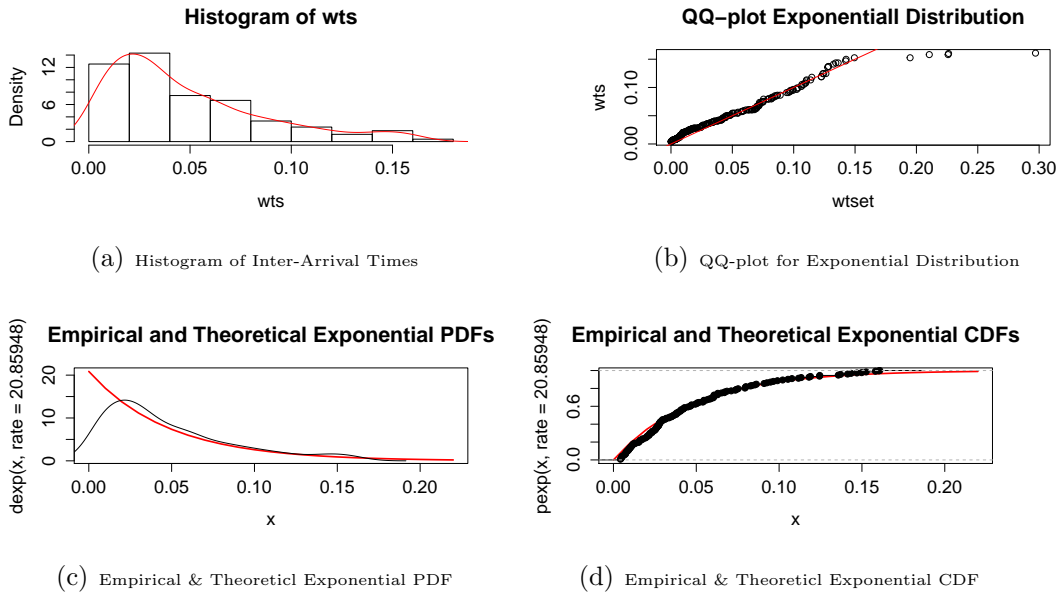 Histogram of wts
Density
0 6 12
0.00 0.05 0.10 0.15
wts
(a) Histogram of Inter-Arrival Times
QQ−plot Exponentiall Distribution
wts
0.00 0.10
0.00 0.05 0.10 0.15 0.20 0.25 0.30
wtset
(b) QQ-plot for Exponential Distribution
Empirical and Theoretical Exponential PDFs
dexp(x, rate = 20.85948)
0 10 20
0.00 0.05 0.10 0.15 0.20
x
(c) Empirical & Theoreticl Exponential PDF
Empirical and Theoretical Exponential CDFs
pexp(x, rate = 20.85948)
0.0 0.6
0.00 0.05 0.10 0.15 0.20
x
(d) Empirical & Theoreticl Exponential CDF